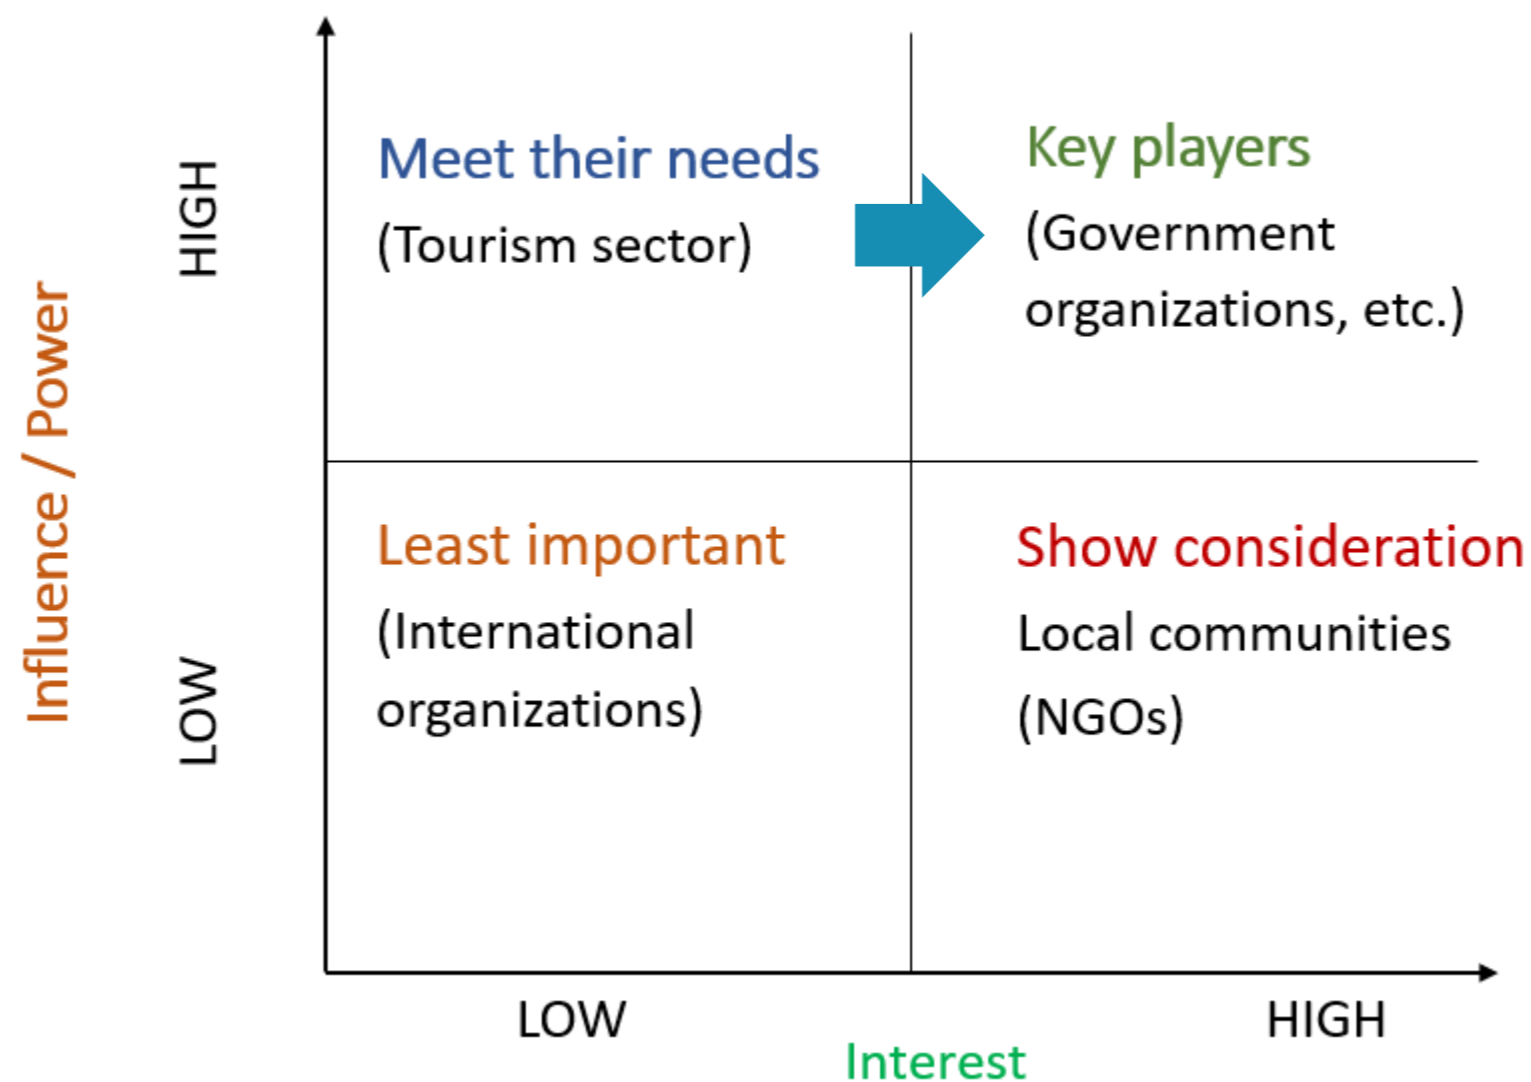 Influence / Power
HIGH
Meet their needs
(Tourism sector)
Key players
(Government
organizations, etc.)
LOW
Least important
(International
organizations)
Show consideration
Local communities
(NGOs)
LOW
HIGH
Interest